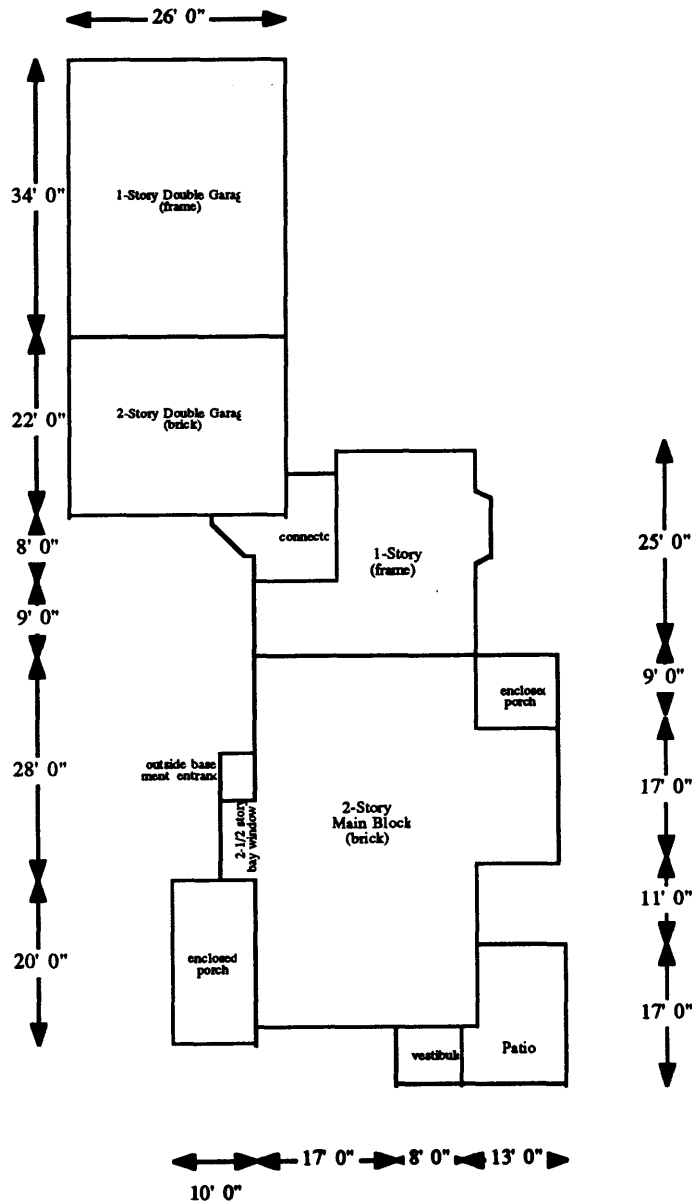 26' 0"
34' 0"
1-Story Double Garag
(frame)
22' 0"
2-Story Double Garag
(brick)
8' 0"
connectc
1-Story
(frame)
25' 0"
9' 0"
9' 0"
enclosed
porch
28' 0"
outside base
ment entranc
2-1/2 story
bay window
2-Story
Main Block
(brick)
17' 0"
11' 0"
20' 0"
enclosed
porch
17' 0"
vestibule
Patio
17' 0"
8' 0"
13' 0"
10' 0"